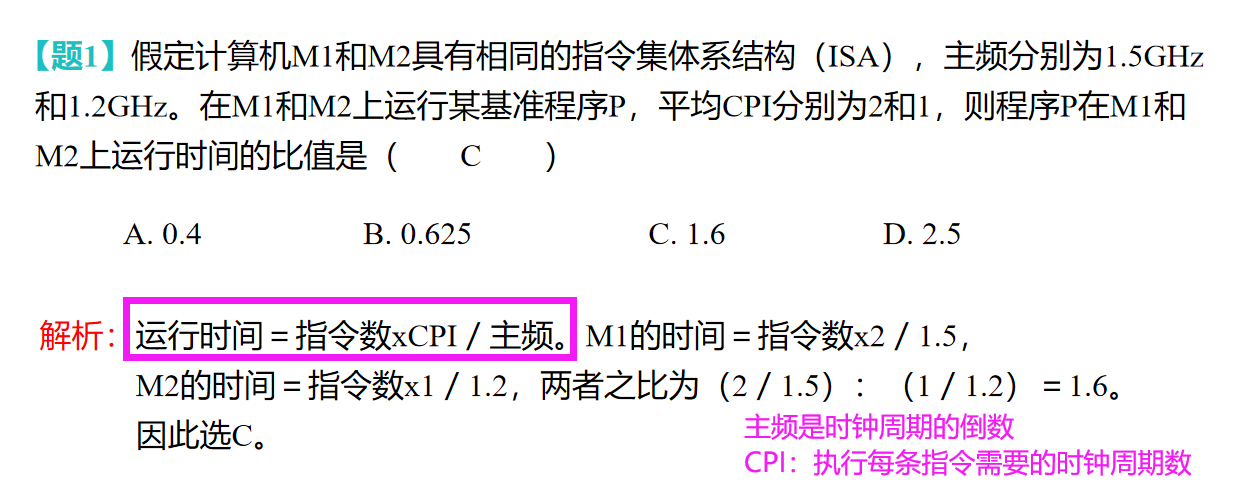 【题1】假定计算机M1和M2具有相同的指令集体系结构（ISA），主频分别为1.5GHz
和1.2GHz。在M1和M2上运行某基准程序P，平均CPI分别为2和1，则程序P在M1和
M2上运行时间的比值是（ C ）
A. 0.4 B. 0.625 C. 1.6 D. 2.5
解析：运行时间＝指令数xCPI／主频。M1的时间＝指令数x2／1.5，
M2的时间＝指令数x1／1.2，两者之比为（2／1.5）：（1／1.2）＝1.6。
因此选C。
主频是时钟周期的倒数
CPI：执行每条指令需要的时钟周期数